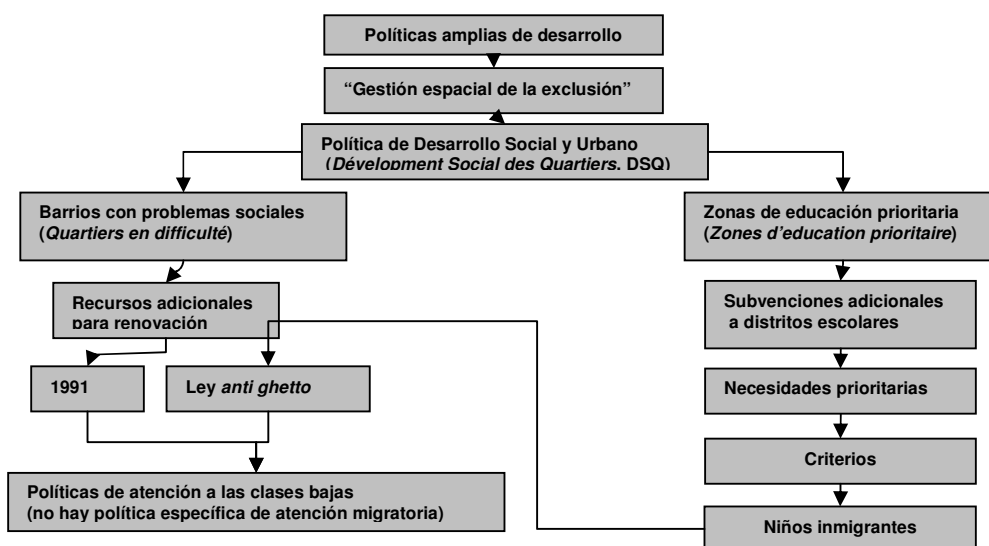 Políticas amplias de desarrollo
“Gestión espacial de la exclusión”
Política de Desarrollo Social y Urbano
(Dévelopment Social des Quartiers. DSQ)
Barrios con problemas sociales
(Quartiers en difficulté)
Zonas de educación prioritaria
(Zones d’education prioritaire)
Recursos adicionales
para renovación
Subvenciones adicionales
a distritos escolares
1991
Ley anti ghetto
Necesidades prioritarias
Criterios
Políticas de atención a las clases bajas
(no hay política específica de atención migratoria)
Niños inmigrantes